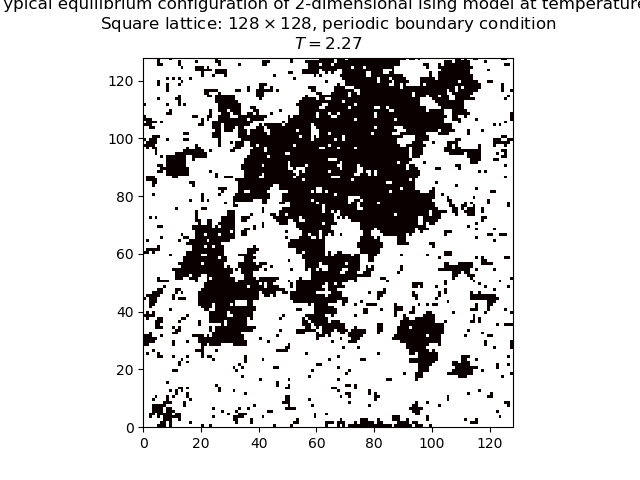 ypical equilibrium configuration of 2-dimensional Ising model at temperature
Square lattice: 128 × 128, periodic boundary condition
T = 2.27
120
100
80
60
40
20
0
0 20 40 60 80 100 120